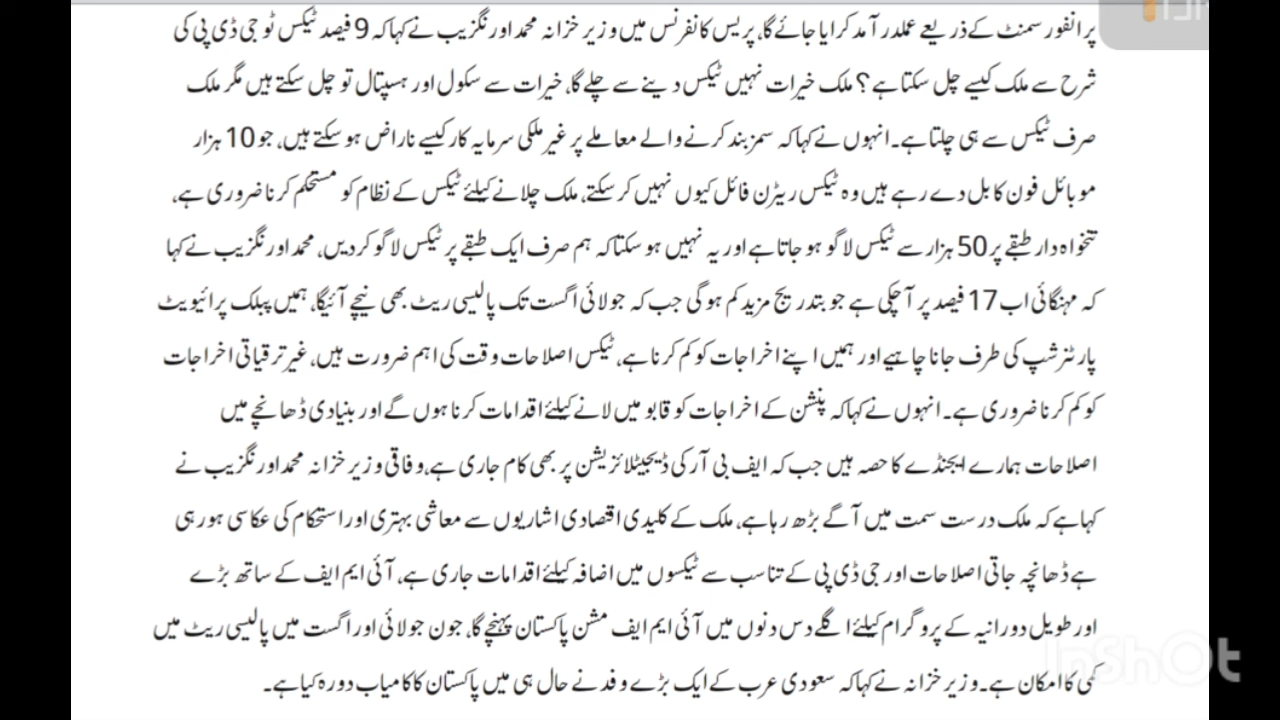 پر انفورسمنٹ کے ذریعے عملدرآمد کرایا جائے گا، پریس کانفرنس میں وزیر خزانہ محمد اورنگزیب نے کہا کہ 9 فیصد ٹیکس ٹو جی ڈی پی کی
شرح سے ملک کیسے چل سکتا ہے؟ ملک خیرات نہیں ٹیکس دینے سے چلے گا، خیرات سے سکول اور ہسپتال تو چل سکتے ہیں مگر ملک
صرف ٹیکس سے ہی چلتا ہے۔ انہوں نے کہا کہ سمز بند کرنے والے معاملے پر غیر ملکی سرمایہ کار کیسے ناراض ہو سکتے ہیں، جو 10 ہزار
موبائل فون کا بل دے رہے ہیں وہ ٹیکس ریٹرن فائل کیوں نہیں کر سکتے، ملک چلانے کیلئے ٹیکس کے نظام کو مستحکم کرنا ضروری ہے،
تنخواہ دار طبقے پر 50 ہزار سے ٹیکس لاگو ہو جاتا ہے اور یہ نہیں ہو سکتا کہ ہم صرف ایک طبقے پر ٹیکس لاگو کر دیں، محمد اورنگزیب نے کہا
کہ مہنگائی اب 17 فیصد پر آ چکی ہے جو بتدریج مزید کم ہوگی جب کہ جولائی اگست تک پالیسی ریٹ بھی نیچے آئیگا، ہمیں پبلک پرائیویٹ
پارٹنر شپ کی طرف جانا چاہیے اور ہمیں اپنے اخراجات کو کم کرنا ہے، ٹیکس اصلاحات وقت کی اہم ضرورت ہیں، غیر ترقیاتی اخراجات
کو کم کرنا ضروری ہے۔ انہوں نے کہا کہ پنشن کے اخراجات کو قابو میں لانے کیلئے اقدامات کرنا ہوں گے اور بنیادی ڈھانچے میں
اصلاحات ہمارے ایجنڈے کا حصہ ہیں جب کہ ایف بی آر کی ڈیجیٹلائزیشن پر بھی کام جاری ہے، وفاقی وزیر خزانہ محمد اورنگزیب نے
کہا ہے کہ ملک درست سمت میں آگے بڑھ رہا ہے، ملک کے کلیدی اقتصادی اشاریوں سے معاشی بہتری اور استحکام کی عکاسی ہو رہی
ہے ڈھانچہ جاتی اصلاحات اور جی ڈی پی کے تناسب سے ٹیکسوں میں اضافہ کیلئے اقدامات جاری ہے، آئی ایم ایف کے ساتھ بڑے
اور طویل دورانیہ کے پروگرام کیلئے اگلے دس دنوں میں آئی ایم ایف مشن پاکستان پہنچے گا، جون جولائی اور اگست میں پالیسی ریٹ میں
کمی کا امکان ہے۔ وزیر خزانہ نے کہا کہ سعودی عرب کے ایک بڑے وفد نے حال ہی میں پاکستان کا کامیاب دورہ کیا ہے۔
InShOt